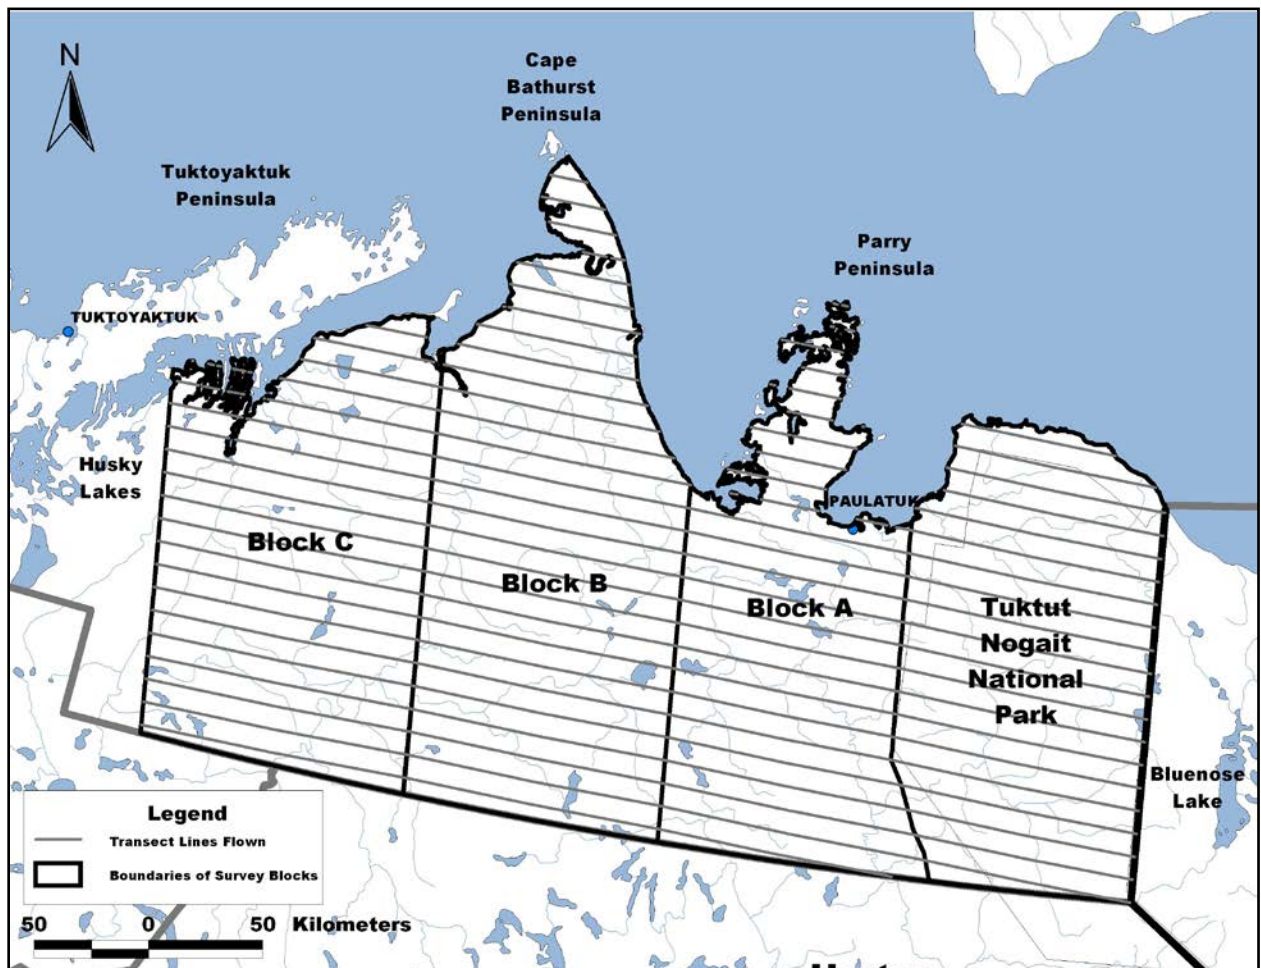 N
Cape
Bathurst
Peninsula
Tuktoyaktuk
Peninsula
Parry
Peninsula
TUKTOYAKTUK
Husky
Lakes
PAULATUK
Block C
Block B
Block A
Tuktut
Nogait
National
Park
Bluenose
Lake
Legend
Transect Lines Flown
Boundaries of Survey Blocks
50 0 50 Kilometers